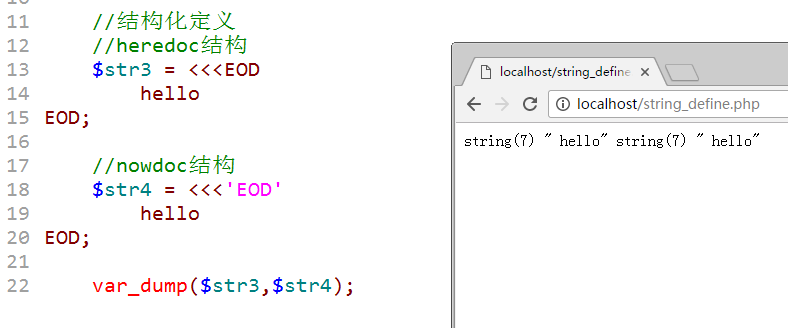 11 //结构化定义
12 //heredoc结构
13 $str3 = <<<EOD
14 hello
15 EOD;
16
17 //nowdoc结构
18 $str4 = <<<'EOD'
19 hello
20 EOD;
21
22 var_dump($str3,$str4);
localhost/string_define
localhost/string_define.php
string(7) " hello" string(7) " hello"